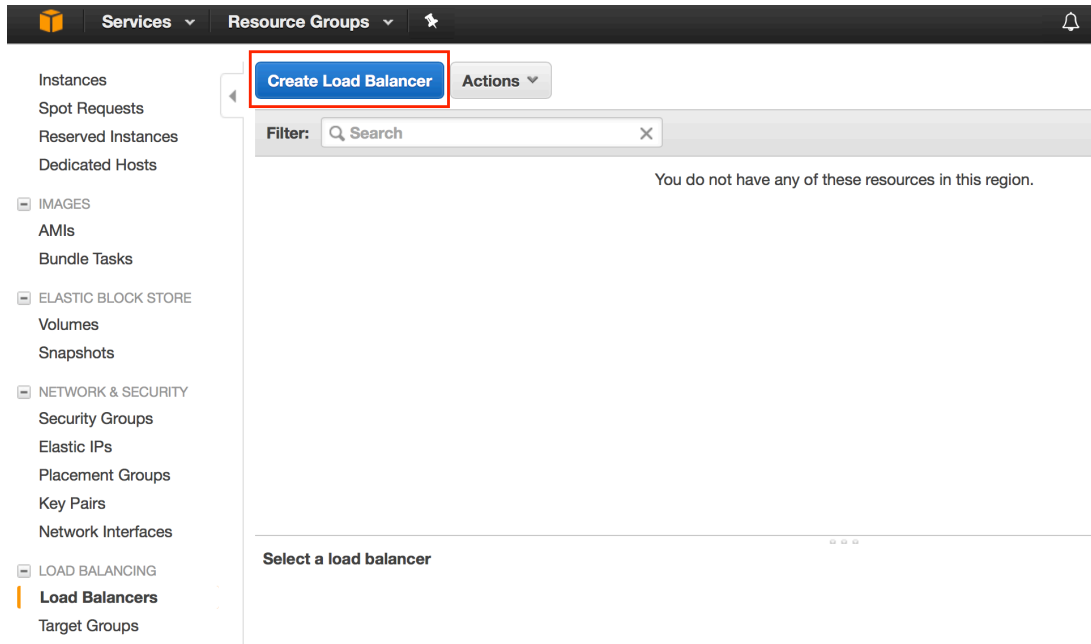 Services Resource Groups
Instances
Spot Requests
Reserved Instances
Dedicated Hosts
IMAGES
AMIs
Bundle Tasks
ELASTIC BLOCK STORE
Volumes
Snapshots
NETWORK & SECURITY
Security Groups
Elastic IPs
Placement Groups
Key Pairs
Network Interfaces
LOAD BALANCING
Load Balancers
Target Groups
Create Load Balancer Actions
Filter: Search
You do not have any of these resources in this region.
Select a load balancer